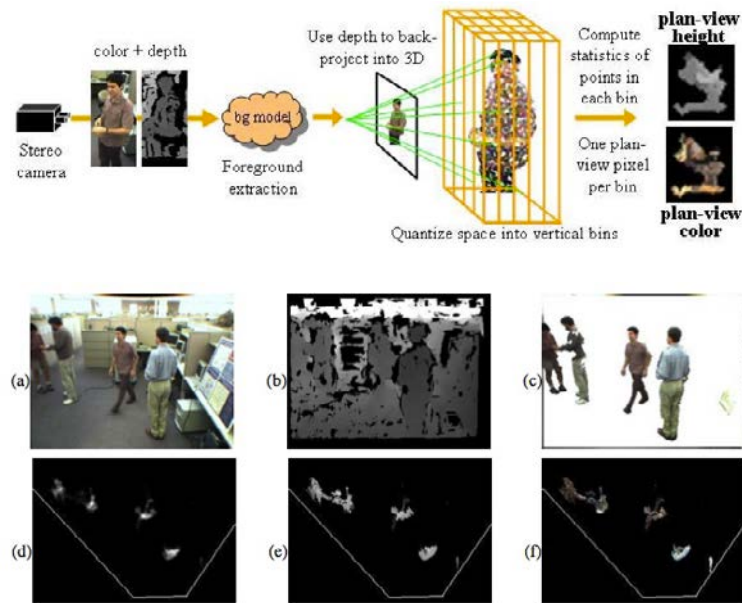 color + depth
Stereo
camera
bg model
Foreground
extraction
Use depth to back-
project into 3D
Quantize space into vertical bins
Compute
statistics of
points in
each bin
One plan-
view pixel
per bin
plan-view
height
plan-view
color
(a)
(b)
(c)
(d)
(e)
(f)